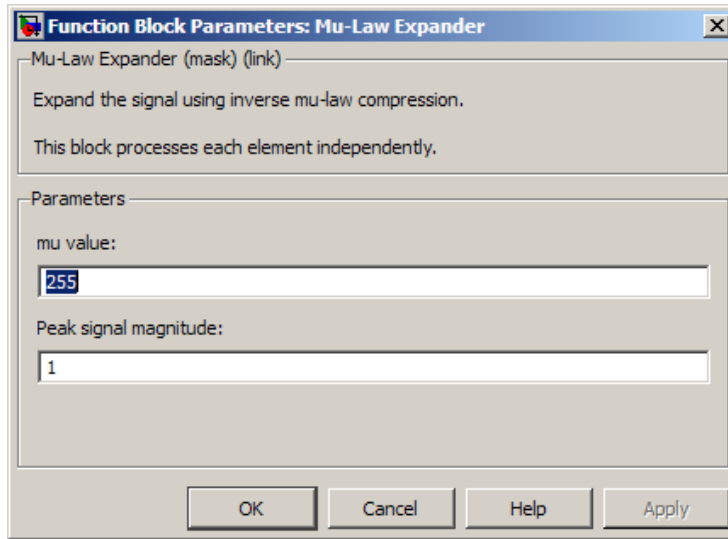 Function Block Parameters: Mu-Law Expander
Mu-Law Expander (mask) (link)
Expand the signal using inverse mu-law compression.
This block processes each element independently.
Parameters
mu value:
255
Peak signal magnitude:
1
OK Cancel Help Apply